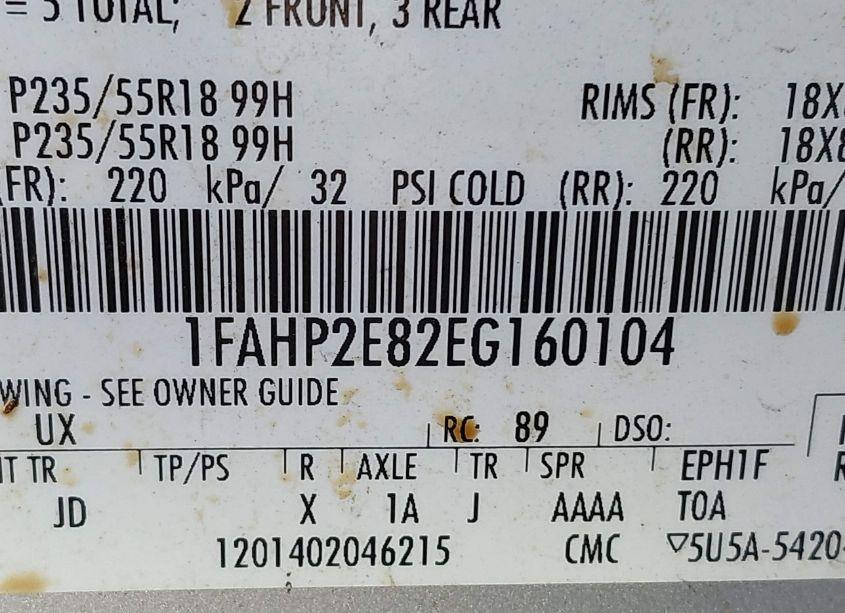 = 5 TOTAL; 2 FRONT, 3 REAR
P235/55R18 99H RIMS (FR): 18X
P235/55R18 99H (RR): 18X8
(FR): 220 kPa/ 32 PSI COLD (RR): 220 kPa/
1FAHP2E82EG160104
WING - SEE OWNER GUIDE
UX RC: 89 DSO:
IT TR TP/PS R AXLE TR SPR EPH1F R
JD X 1A J AAAA TOA
1201402046215 CMC ▽5U5A-5420